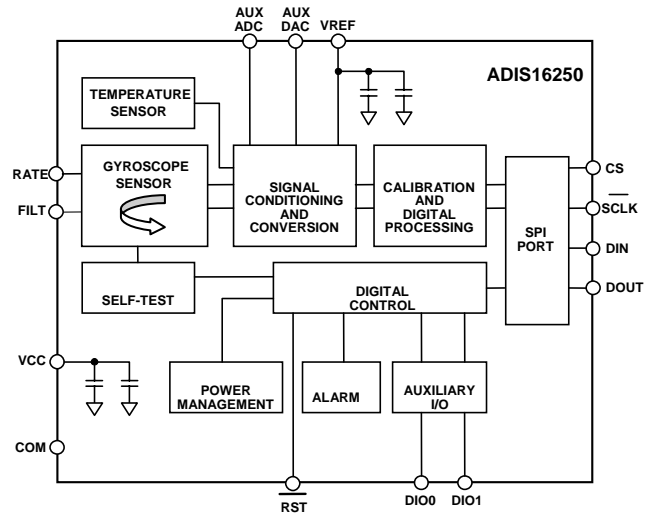 AUX ADC
AUX DAC
VREF
ADIS16250
TEMPERATURE
SENSOR
RATE
FILT
GYROSCOPE
SENSOR
SIGNAL
CONDITIONING
AND
CONVERSION
CALIBRATION
AND
DIGITAL
PROCESSING
SPI
PORT
CS
SCLK
DIN
DOUT
SELF-TEST
DIGITAL
CONTROL
VCC
POWER
MANAGEMENT
ALARM
AUXILIARY
I/O
COM
RST
DIO0
DIO1